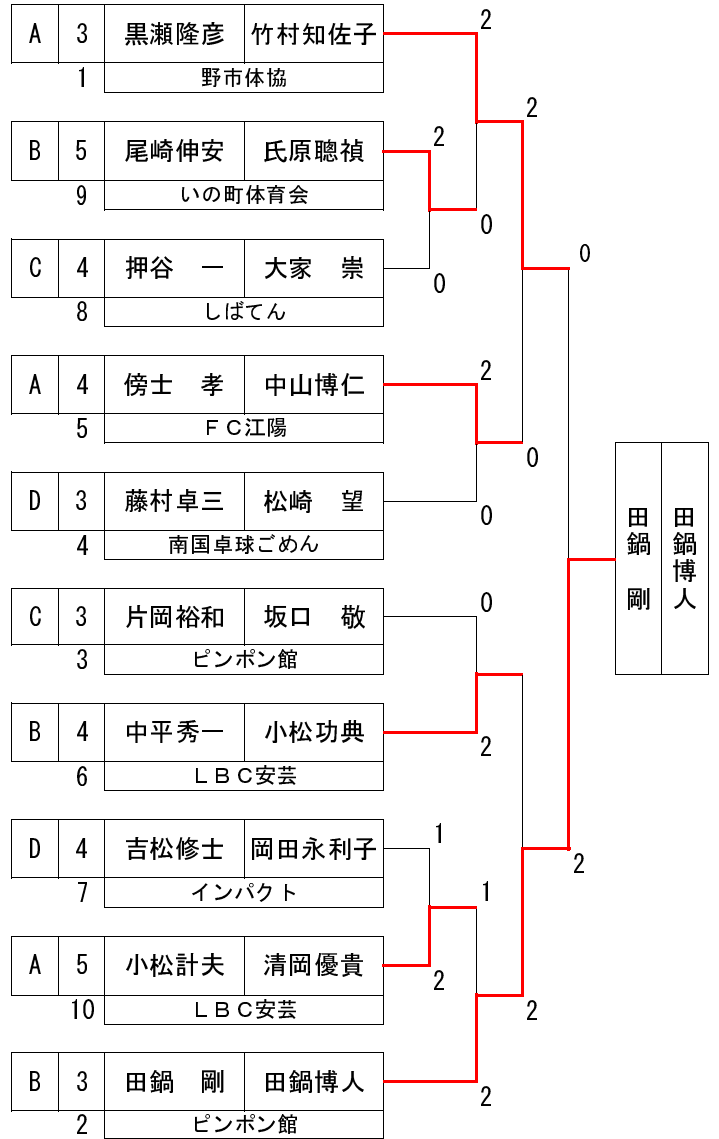 A 3 黒瀬隆彦 竹村知佐子
1 野市体協
B 5 尾崎伸安 氏原聰禎
9 いの町体育会
C 4 押谷　一 大家　崇
8 しばてん
A 4 傍士　孝 中山博仁
5 ＦＣ江陽
D 3 藤村卓三 松崎　望
4 南国卓球ごめん
C 3 片岡裕和 坂口　敬
3 ピンポン館
B 4 中平秀一 小松功典
6 ＬＢＣ安芸
D 4 吉松修士 岡田永利子
7 インパクト
A 5 小松計夫 清岡優貴
10 ＬＢＣ安芸
B 3 田鍋　剛 田鍋博人
2 ピンポン館
2
2
2
0
0
0
2
0
0
0
2
1
1
2
2
2
2
田鍋　剛
田鍋博人